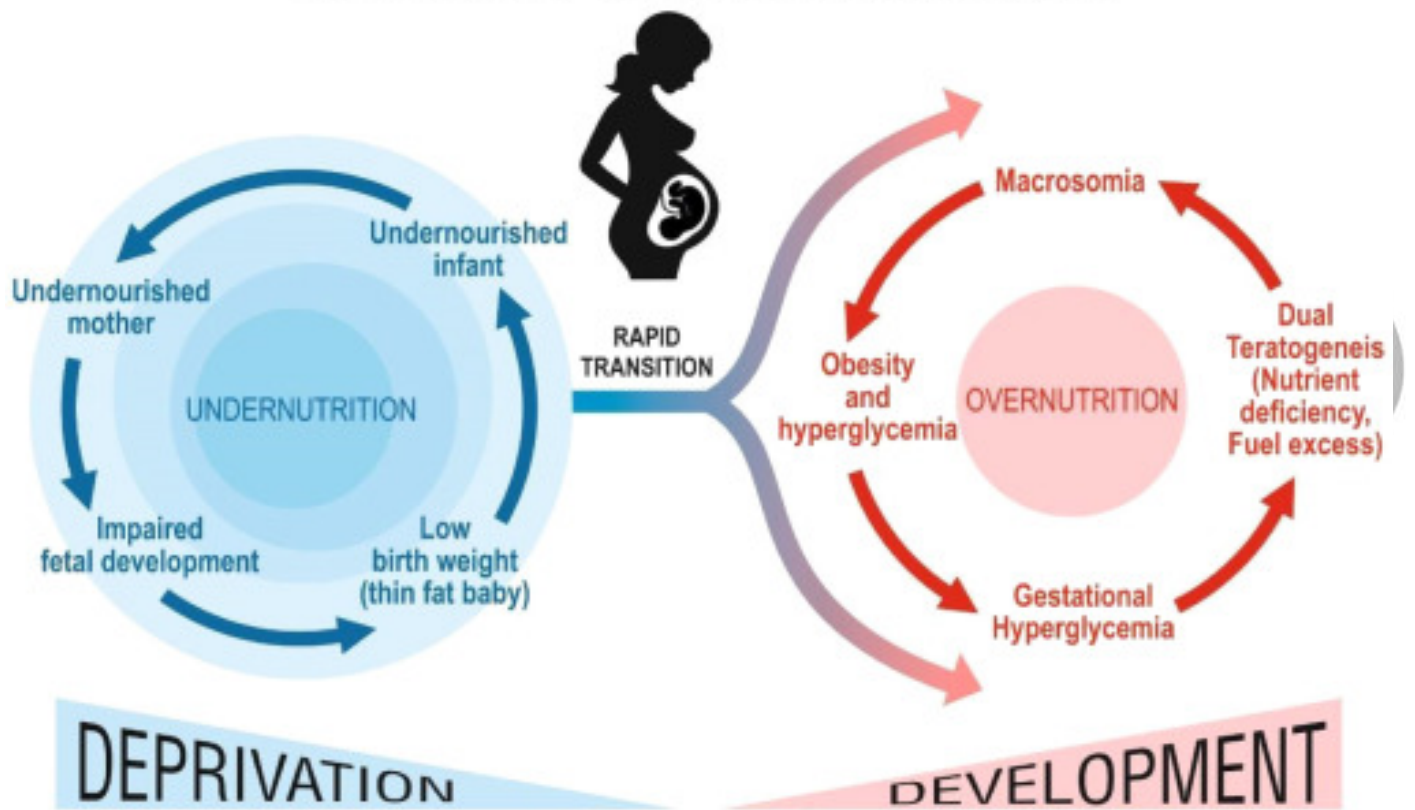 Undernourished
infant
Undernourished
mother
UNDERNUTRITION
Impaired
fetal development
Low
birth weight
(thin fat baby)
RAPID
TRANSITION
Macrosomia
Obesity
and
hyperglycemia
OVERNUTRITION
Dual
Teratogeneis
(Nutrient
deficiency,
Fuel excess)
Gestational
Hyperglycemia
DEPRIVATION
DEVELOPMENT